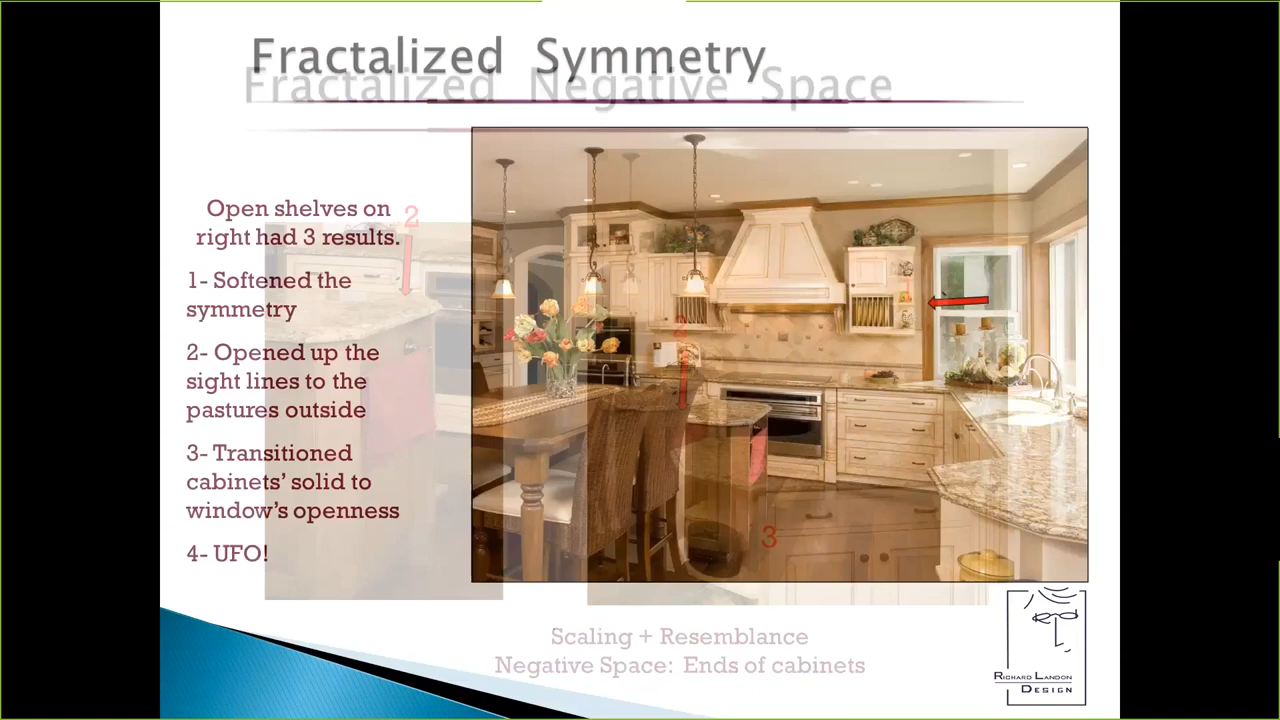 Fractalized Symmetry
Fractalized Negative Space
Open shelves on
right had 3 results.
1- Softened the
symmetry
2- Opened up the
sight lines to the
pastures outside
3- Transitioned
cabinets’ solid to
window’s openness
4- UFO!
2
3
Scaling + Resemblance
Negative Space: Ends of cabinets
Richard Landon
Design